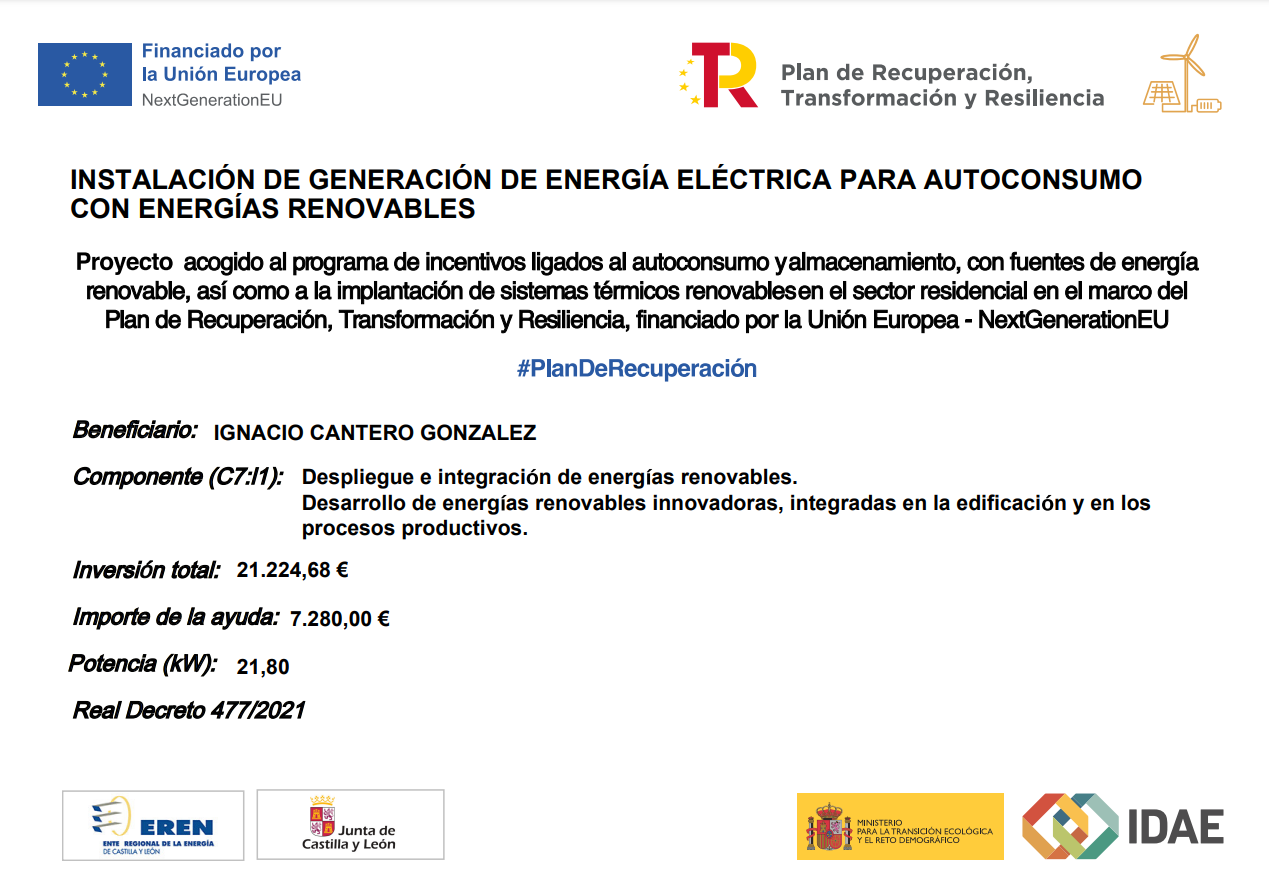 Financiado por
la Unión Europea
NextGenerationEU
Plan de Recuperación,
Transformación y Resiliencia
INSTALACIÓN DE GENERACIÓN DE ENERGÍA ELÉCTRICA PARA AUTOCONSUMO
CON ENERGÍAS RENOVABLES
Proyecto acogido al programa de incentivos ligados al autoconsumo y almacenamiento, con fuentes de energía
renovable, así como a la implantación de sistemas térmicos renovables en el sector residencial en el marco del
Plan de Recuperación, Transformación y Resiliencia, financiado por la Unión Europea - NextGenerationEU
#PlanDeRecuperación
Beneficiario: IGNACIO CANTERO GONZALEZ
Componente (C7:I1): Despliegue e integración de energías renovables.
Desarrollo de energías renovables innovadoras, integradas en la edificación y en los
procesos productivos.
Inversión total: 21.224,68 €
Importe de la ayuda: 7.280,00 €
Potencia (kW): 21,80
Real Decreto 477/2021
EREN
ENTE REGIONAL DE LA ENERGÍA
DE CASTILLA Y LEÓN
Junta de
Castilla y León
MINISTERIO
PARA LA TRANSICIÓN ECOLÓGICA
Y EL RETO DEMOGRÁFICO
IDAE